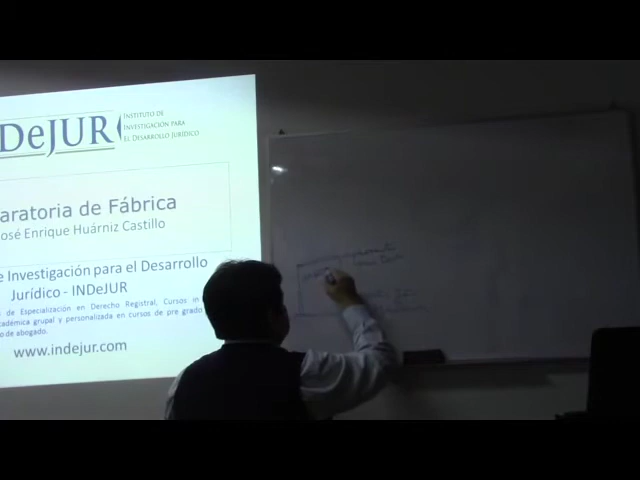 DeJUR
INSTITUTO DE
INVESTIGACIÓN PARA
EL DESARROLLO JURÍDICO
aratoria de Fábrica
osé Enrique Huárniz Castillo
e Investigación para el Desarrollo
Jurídico - INDeJUR
de Especialización en Derecho Registral, Cursos in
académica grupal y personalizada en cursos de pre grado
o de abogado.
www.indejur.com